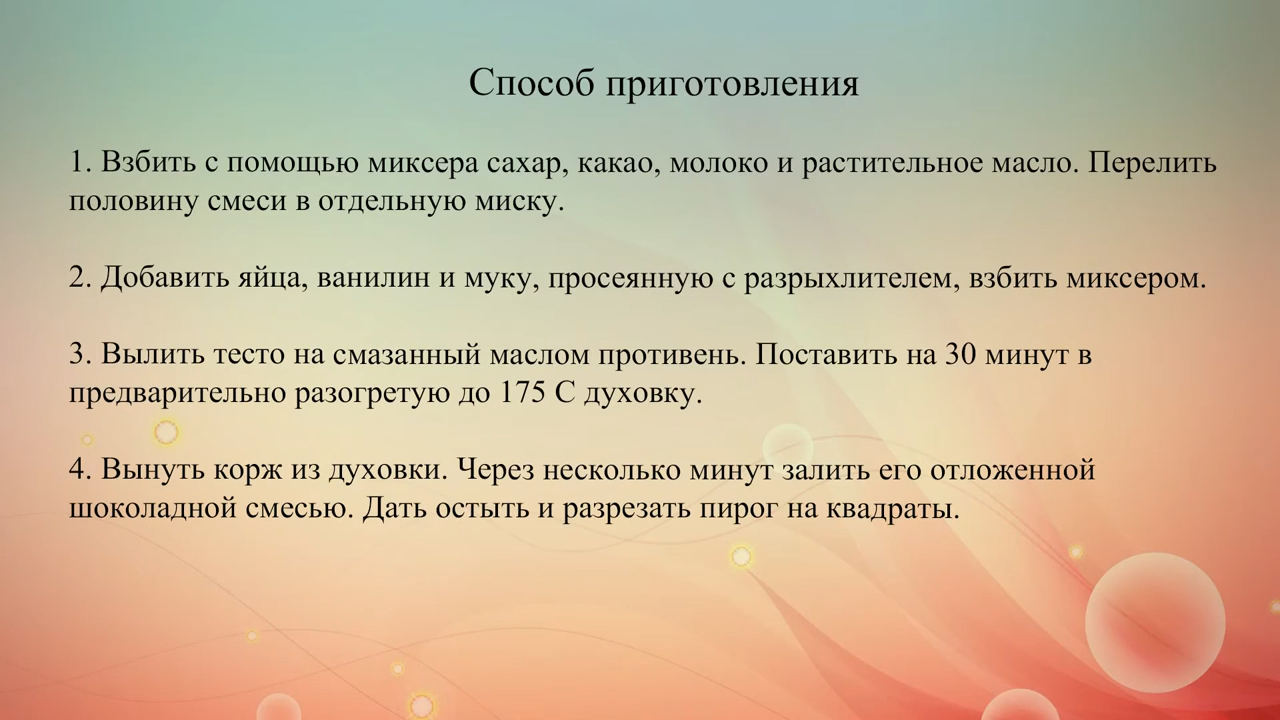 Способ приготовления
1. Взбить с помощью миксера сахар, какао, молоко и растительное масло. Перелить
половину смеси в отдельную миску.
2. Добавить яйца, ванилин и муку, просеянную с разрыхлителем, взбить миксером.
3. Вылить тесто на смазанный маслом противень. Поставить на 30 минут в
предварительно разогретую до 175 С духовку.
4. Вынуть корж из духовки. Через несколько минут залить его отложенной
шоколадной смесью. Дать остыть и разрезать пирог на квадраты.